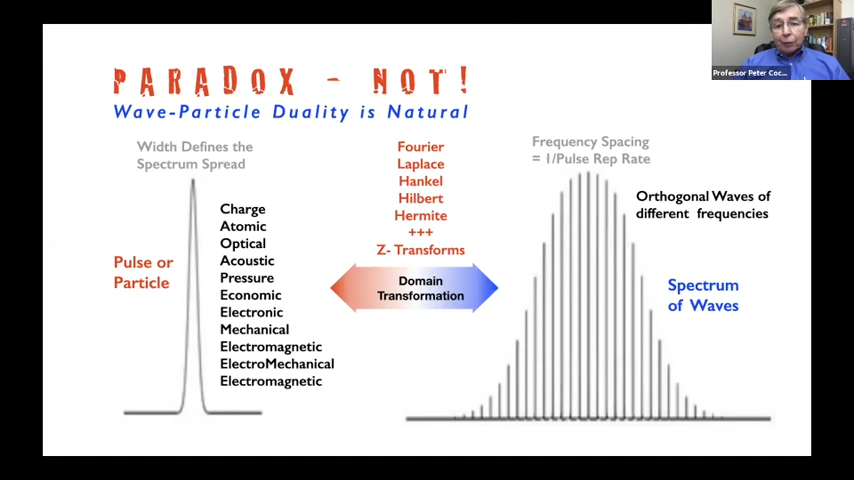 PARADOX - NOT!
Wave-Particle Duality is Natural
Width Defines the
Spectrum Spread
Pulse or
Particle
Charge
Atomic
Optical
Acoustic
Pressure
Economic
Electronic
Mechanical
Electromagnetic
ElectroMechanical
Electromagnetic
Fourier
Laplace
Hankel
Hilbert
Hermite
+++
Z- Transforms
Domain
Transformation
Frequency Spacing
= 1/Pulse Rep Rate
Orthogonal Waves of
different frequencies
Spectrum
of Waves
Professor Peter Coc...